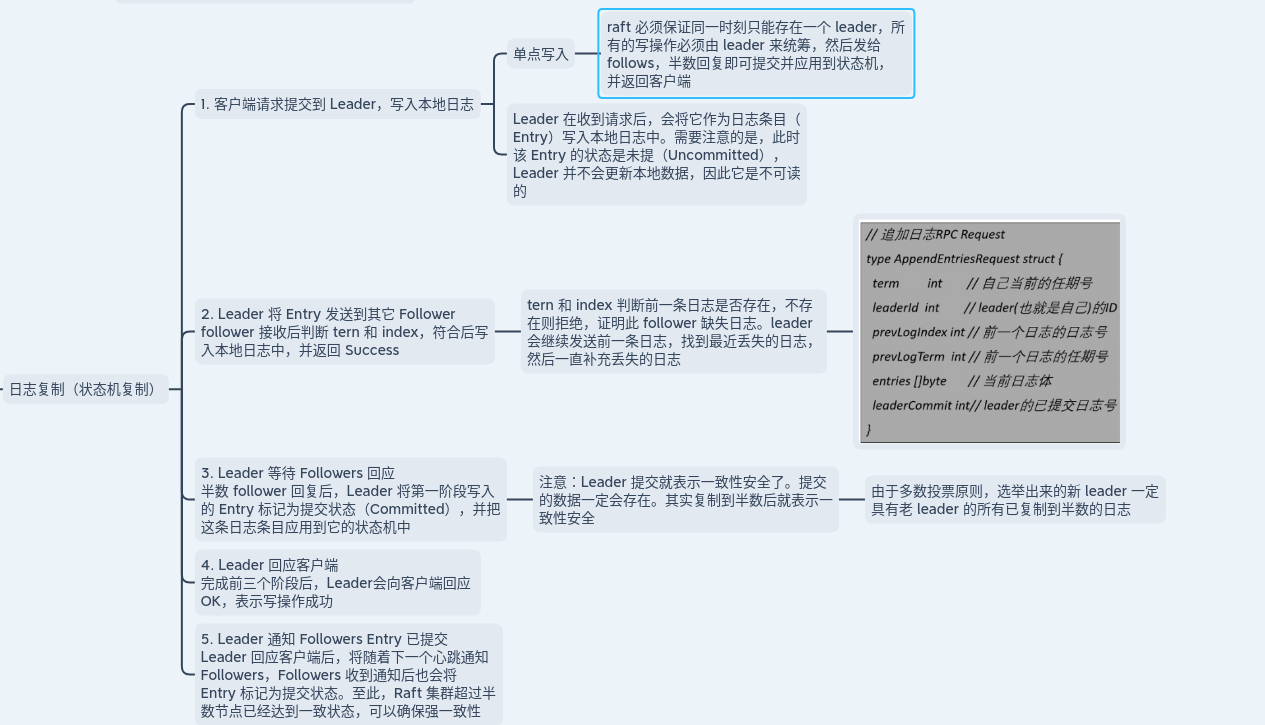 日志复制（状态机复制）
1. 客户端请求提交到 Leader，写入本地日志
单点写入
raft 必须保证同一时刻只能存在一个 leader，所
有的写操作必须由 leader 来统筹，然后发给
follows，半数回复即可提交并应用到状态机，
并返回客户端
Leader 在收到请求后，会将它作为日志条目（
Entry）写入本地日志中。需要注意的是，此时
该 Entry 的状态是未提（Uncommitted），
Leader 并不会更新本地数据，因此它是不可读
的
2. Leader 将 Entry 发送到其它 Follower
follower 接收后判断 tern 和 index，符合后写
入本地日志中，并返回 Success
tern 和 index 判断前一条日志是否存在，不存
在则拒绝，证明此 follower 缺失日志。leader
会继续发送前一条日志，找到最近丢失的日志，
然后一直补充丢失的日志
// 追加日志RPC Request
type AppendEntriesRequest struct {
term int // 自己当前的任期号
leaderId int // leader(也就是自己)的ID
prevLogIndex int // 前一个日志的日志号
prevLogTerm int // 前一个日志的任期号
entries []byte // 当前日志体
leaderCommit int// leader的已提交日志号
}
3. Leader 等待 Followers 回应
半数 follower 回复后，Leader 将第一阶段写入
的 Entry 标记为提交状态（Committed），并把
这条日志条目应用到它的状态机中
注意：Leader 提交就表示一致性安全了。提交
的数据一定会存在。其实复制到半数后就表示一
致性安全
由于多数投票原则，选举出来的新 leader 一定
具有老 leader 的所有已复制到半数的日志
4. Leader 回应客户端
完成前三个阶段后，Leader会向客户端回应
OK，表示写操作成功
5. Leader 通知 Followers Entry 已提交
Leader 回应客户端后，将随着下一个心跳通知
Followers，Followers 收到通知后也会将
Entry 标记为提交状态。至此，Raft 集群超过半
数节点已经达到一致状态，可以确保强一致性